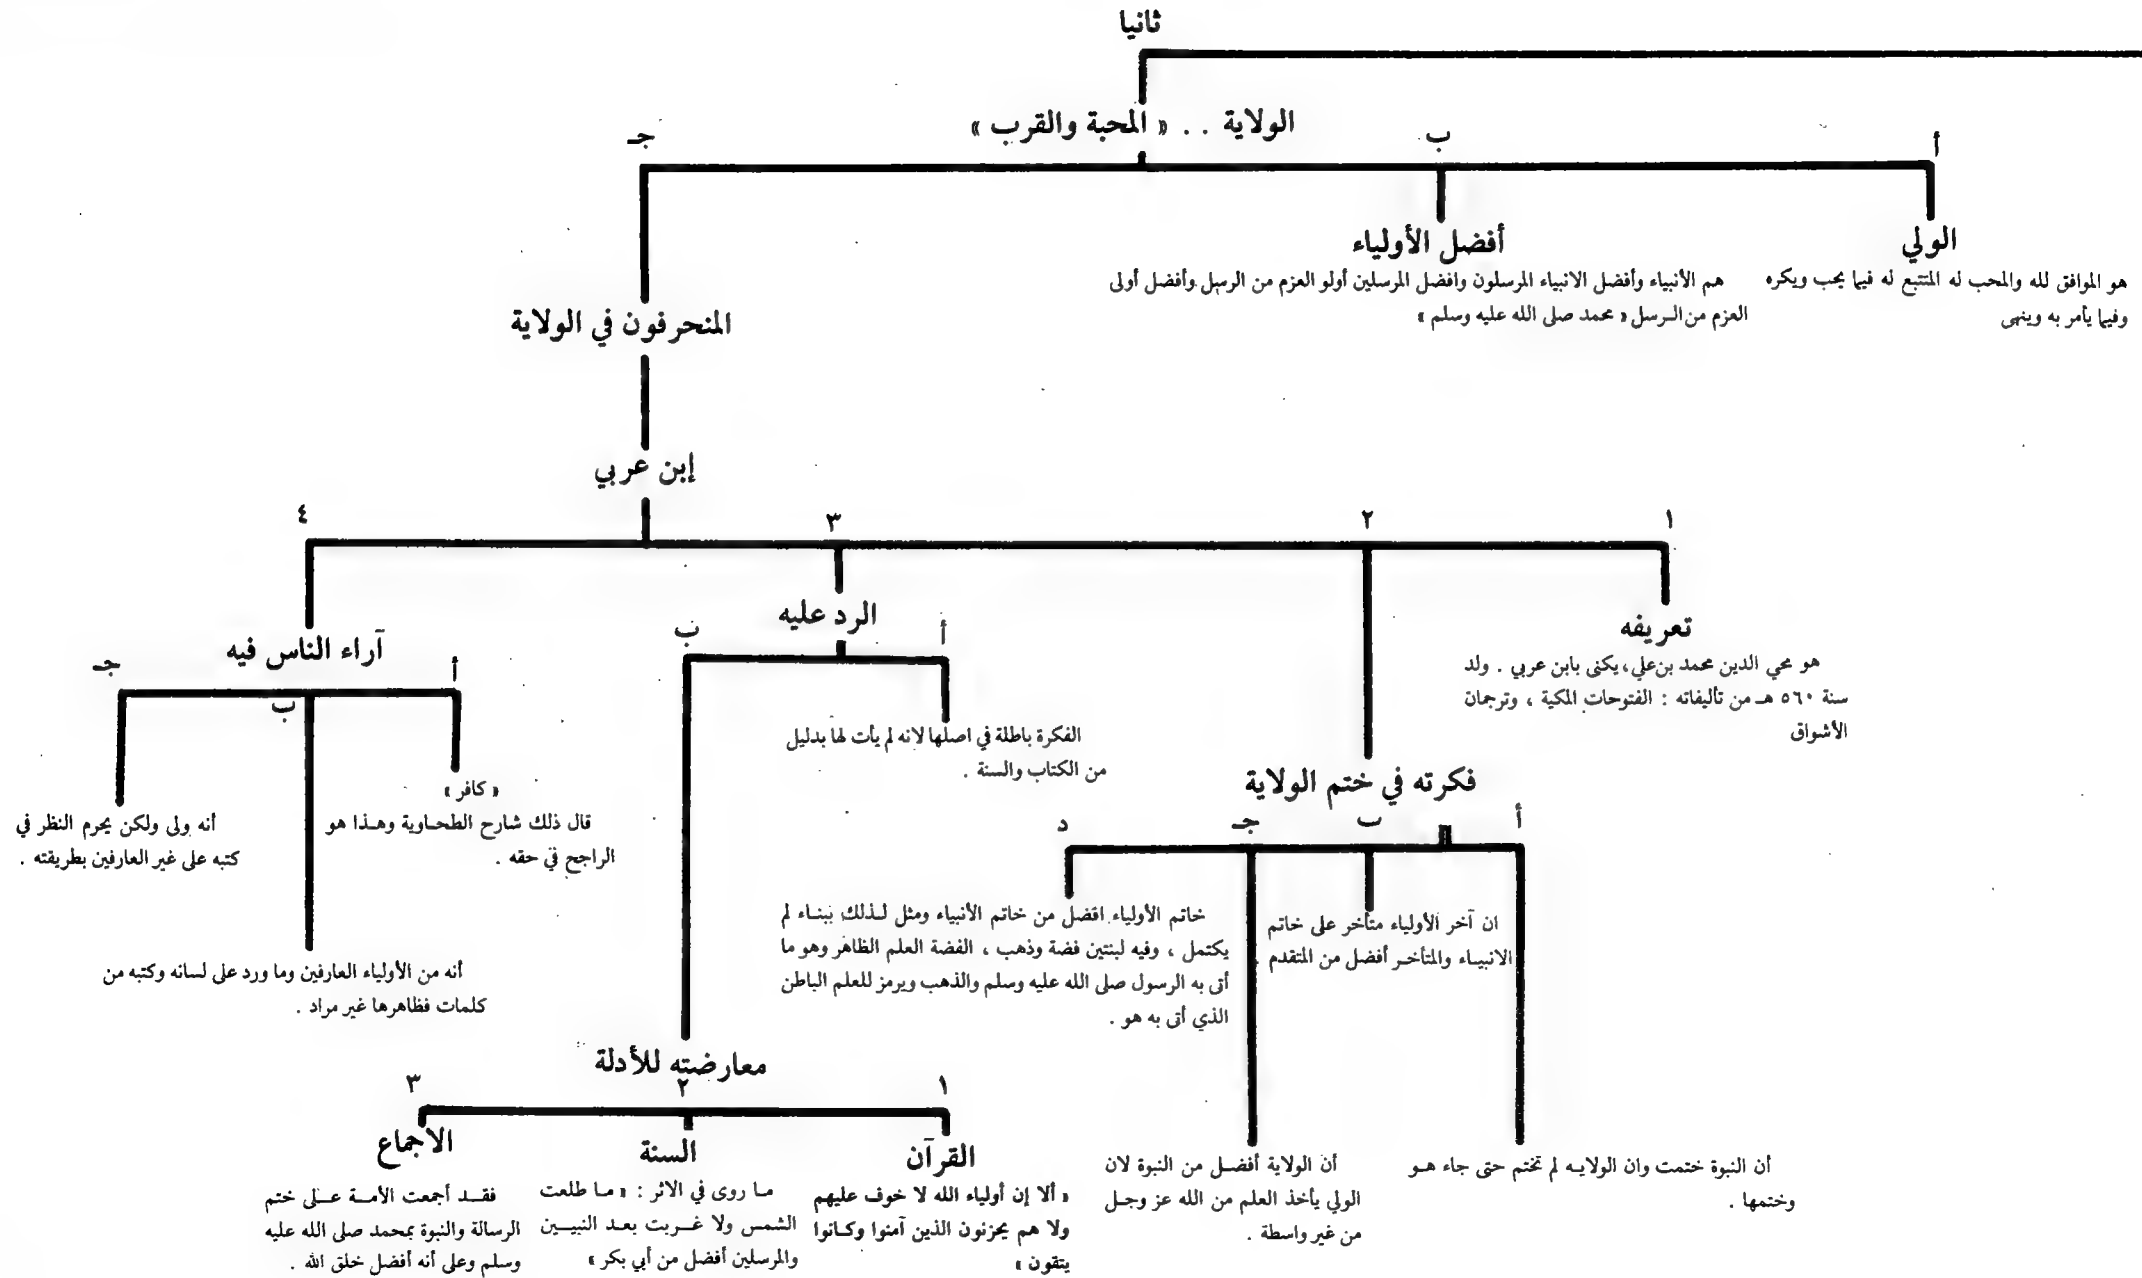 ثانيا
الولاية . . « المحبة والقرب »
أ
الولي
هو الموافق لله والمحب له المتتبع له فيما يحب ويكره
وفيما يأمر به وينهى
ب
أفضل الأولياء
هم الأنبياء وأفضل الانبياء المرسلون وافضل المرسلين أولو العزم من الرسل وأفضل أولى
العزم من الرسل « محمد صلى الله عليه وسلم »
جـ
المنحرفون في الولاية
إبن عربي
١
تعريفه
هو محي الدين محمد بن علي، يكنى بابن عربي . ولد
سنة ٥٦٠ هـ من تأليفاته : الفتوحات المكية ، وترجمان
الأشواق
٢
فكرته في ختم الولاية
أ
أن النبوة ختمت وان الولايه لم تختم حتى جاء هو
وختمها .
ب
ان آخر الأولياء متأخر على خاتم
الانبياء والمتأخر أفضل من المتقدم .
جـ
أن الولاية أفضل من النبوة لان
الولي يأخذ العلم من الله عز وجل
من غير واسطة .
د
خاتم الأولياء افضل من خاتم الأنبياء ومثل لذلك ببناء لم
يكتمل ، وفيه لبنتين فضة وذهب ، الفضة العلم الظاهر وهو ما
أتى به الرسول صلى الله عليه وسلم والذهب ويرمز للعلم الباطن
الذي أتى به هو .
٣
الرد عليه
أ
الفكرة باطلة في اصلها لانه لم يأت لها بدليل
من الكتاب والسنة .
ب
معارضته للأدلة
١
القرآن
« ألا إن أولياء الله لا خوف عليهم
ولا هم يحزنون الذين آمنوا وكانوا
يتقون »
٢
السنة
ما روى في الاثر : « ما طلعت
الشمس ولا غربت بعد النبيين
والمرسلين أفضل من أبي بكر »
٣
الاجماع
فقد أجمعت الأمة على ختم
الرسالة والنبوة بمحمد صلى الله عليه
وسلم وعلى أنه أفضل خلق الله .
٤
آراء الناس فيه
أ
« كافر »
قال ذلك شارح الطحاوية وهذا هو
الراجح في حقه .
ب
أنه من الأولياء العارفين وما ورد على لسانه وكتبه من
كلمات فظاهرها غير مراد .
جـ
أنه ولى ولكن يحرم النظر في
كتبه على غير العارفين بطريقته .